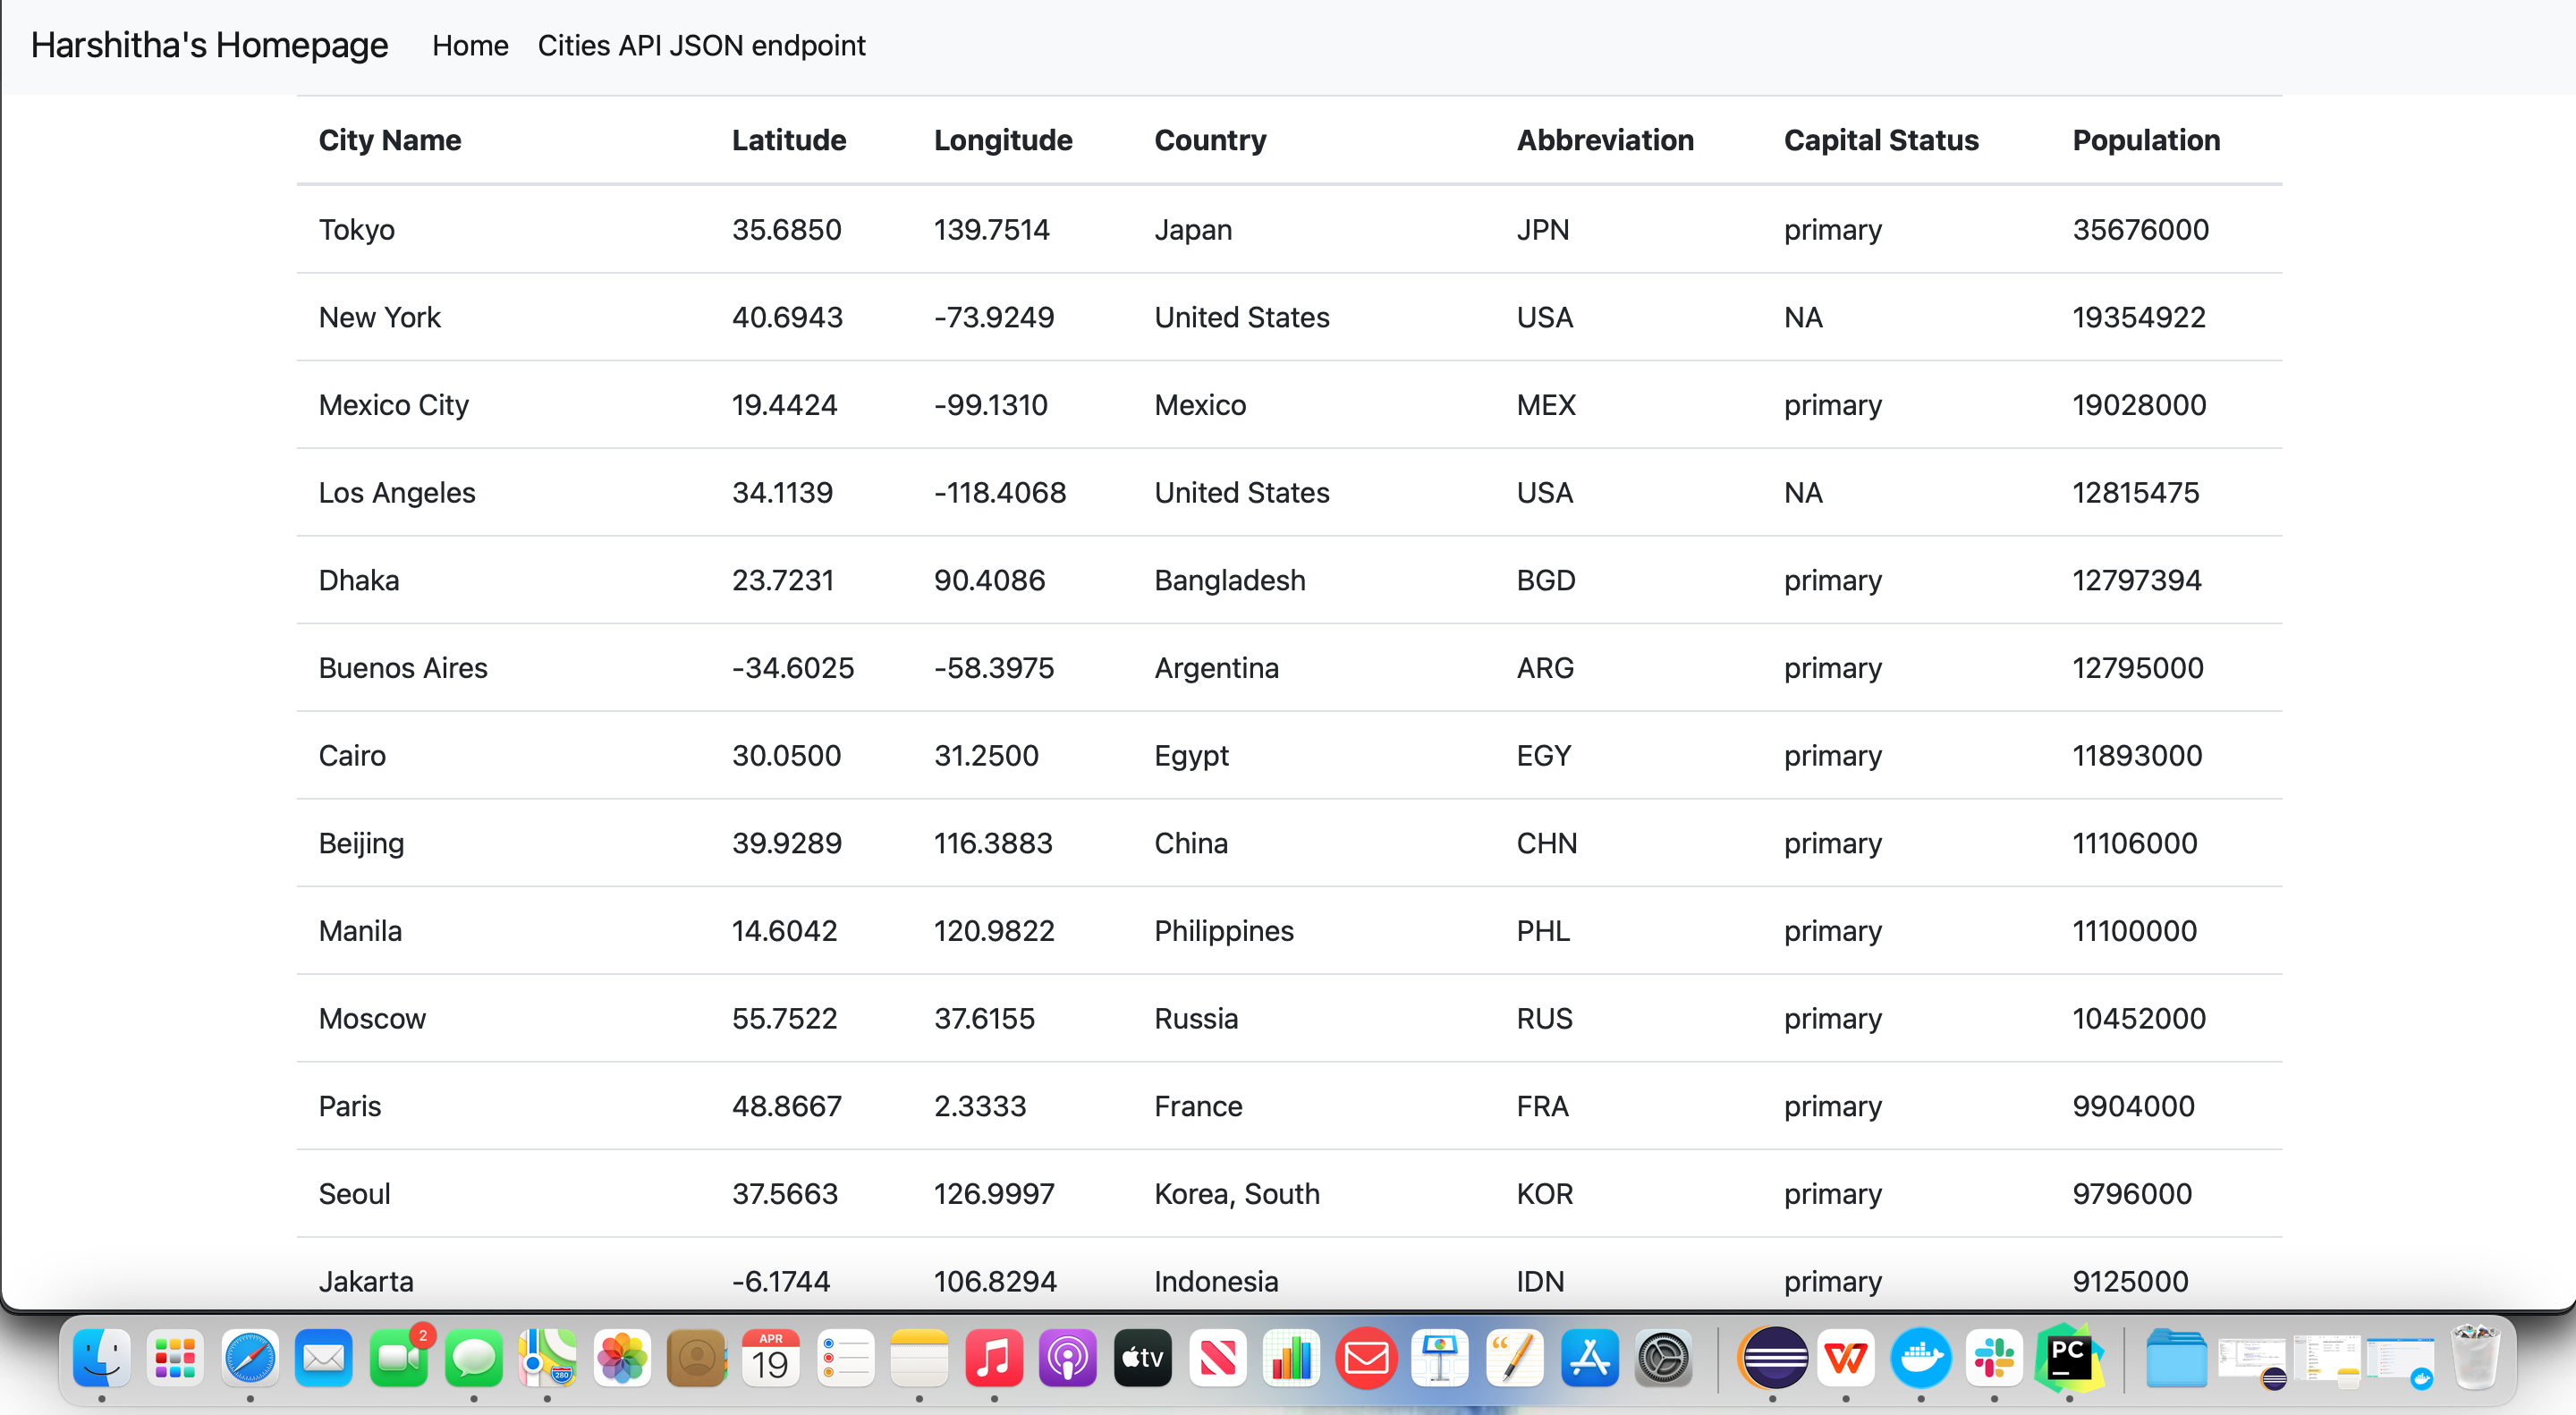 Harshitha's Homepage Home Cities API JSON endpoint
City Name Latitude Longitude Country Abbreviation Capital Status Population
Tokyo 35.6850 139.7514 Japan JPN primary 35676000
New York 40.6943 -73.9249 United States USA NA 19354922
Mexico City 19.4424 -99.1310 Mexico MEX primary 19028000
Los Angeles 34.1139 -118.4068 United States USA NA 12815475
Dhaka 23.7231 90.4086 Bangladesh BGD primary 12797394
Buenos Aires -34.6025 -58.3975 Argentina ARG primary 12795000
Cairo 30.0500 31.2500 Egypt EGY primary 11893000
Beijing 39.9289 116.3883 China CHN primary 11106000
Manila 14.6042 120.9822 Philippines PHL primary 11100000
Moscow 55.7522 37.6155 Russia RUS primary 10452000
Paris 48.8667 2.3333 France FRA primary 9904000
Seoul 37.5663 126.9997 Korea, South KOR primary 9796000
Jakarta -6.1744 106.8294 Indonesia IDN primary 9125000
2
280
APR
19
tv
PC